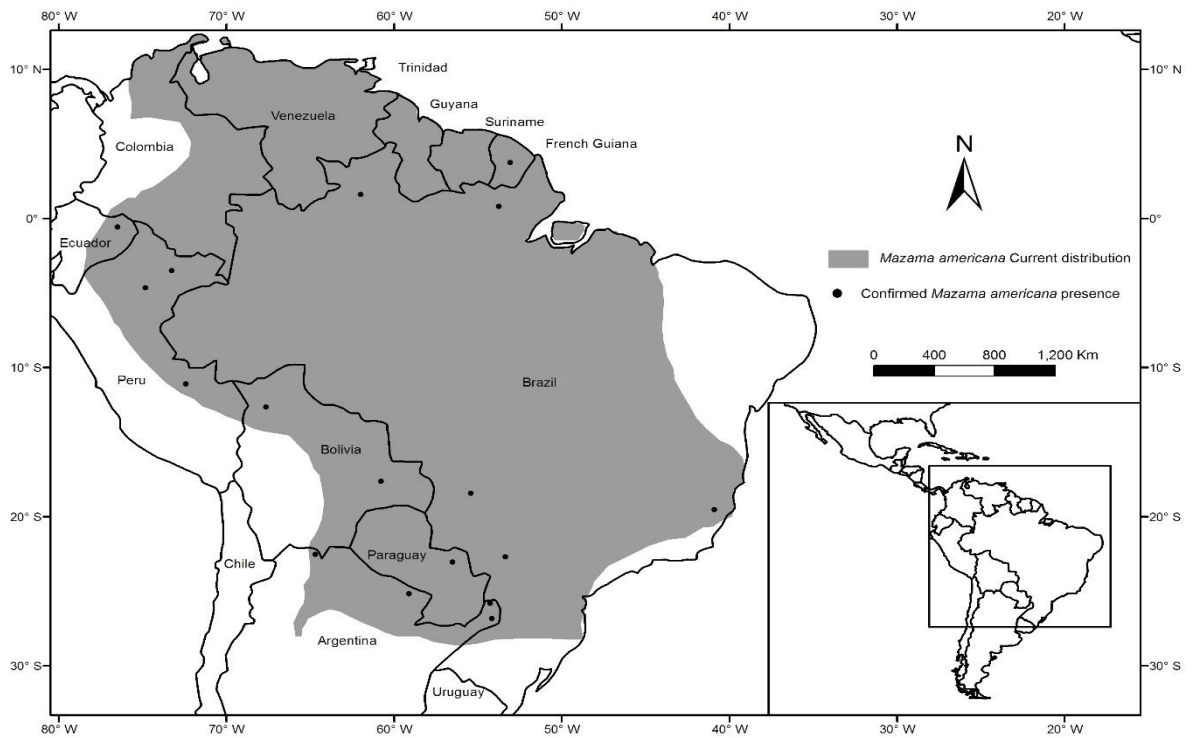 80° W 70° W 60° W 50° W 40° W 30° W 20° W
10° N 10° N
Trinidad
Guyana
Venezuela
Suriname
French Guiana
Colombia
N
0° 0°
Ecuador
Mazama americana Current distribution
Confirmed Mazama americana presence
0 400 800 1,200 Km
10° S 10° S
Peru
Brazil
Bolivia
20° S 20° S
Paraguay
Chile
Argentina
30° S 30° S
Uruguay
80° W 70° W 60° W 50° W 40° W 30° W 20° W